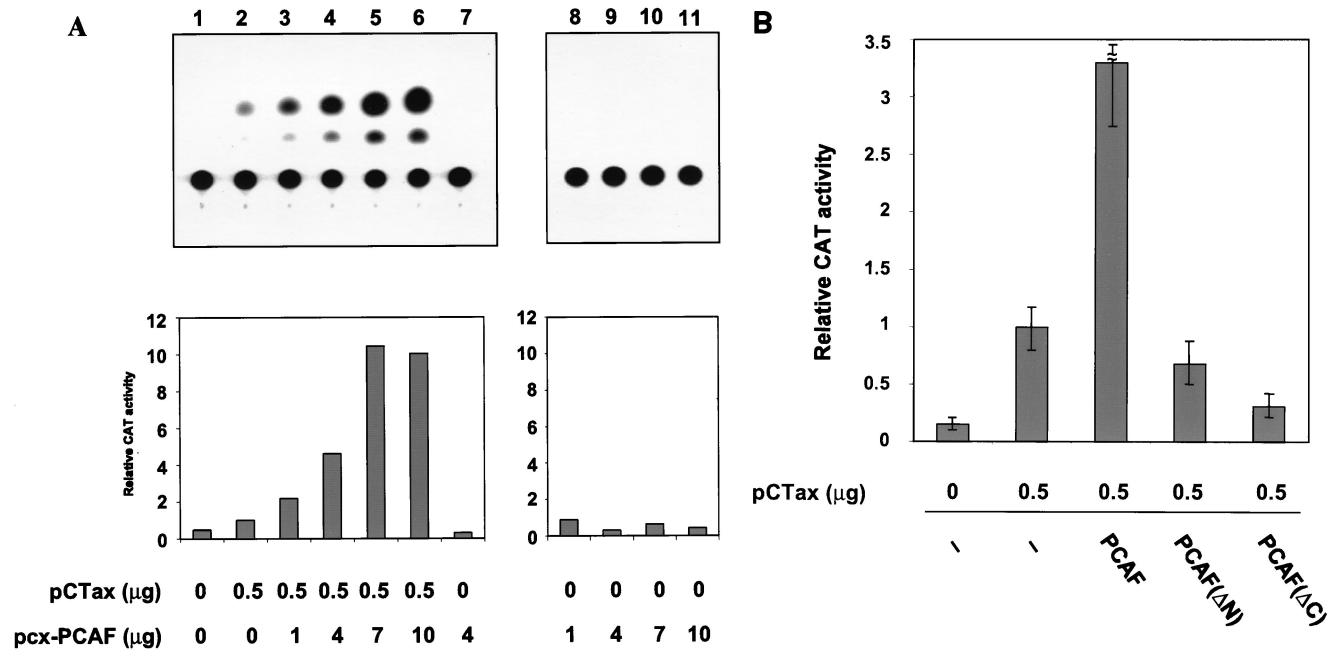 A
1 2 3 4 5 6 7
8 9 10 11
12
10
8
6
4
2
0
Relative CAT activity
12
10
8
6
4
2
0
pCTax (µg) 0 0.5 0.5 0.5 0.5 0.5 0
0 0 0 0
pcx-PCAF (µg) 0 0 1 4 7 10 4
1 4 7 10
B
3.5
3
2.5
2
1.5
1
0.5
0
Relative CAT activity
pCTax (µg) 0 0.5 0.5 0.5 0.5
– – PCAF PCAF(ΔN) PCAF(ΔC)